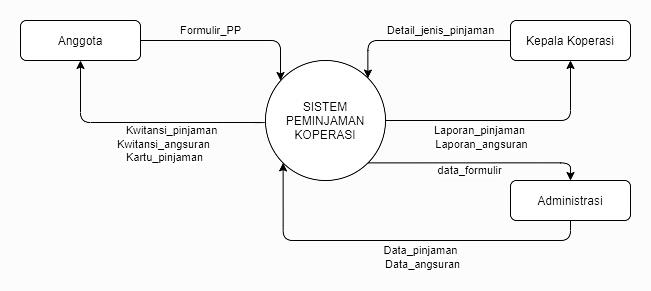 Formulir_PP
Detail_jenis_pinjaman
Anggota
Kepala Koperasi
SISTEM
PEMINJAMAN
KOPERASI
Kwitansi_pinjaman
Kwitansi_angsuran
Kartu_pinjaman
Laporan_pinjaman
Laporan_angsuran
data_formulir
Administrasi
Data_pinjaman
Data_angsuran